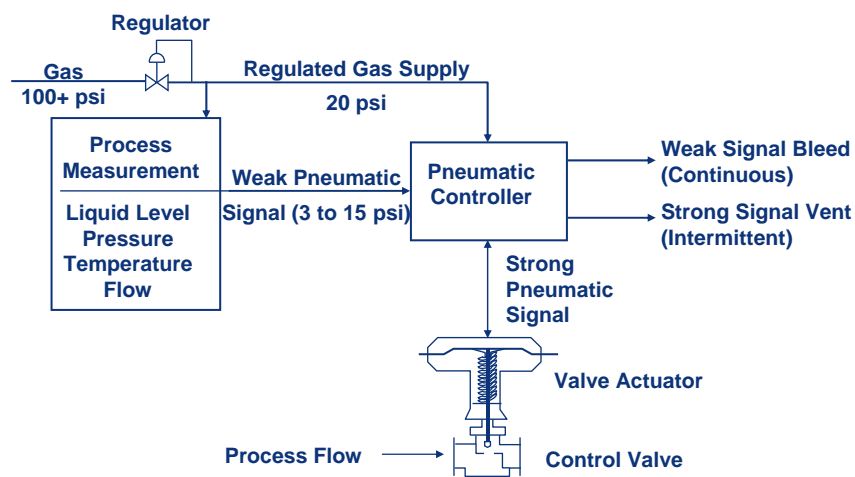 Regulator
Gas
100+ psi
Regulated Gas Supply
20 psi
Process
Measurement
Liquid Level
Pressure
Temperature
Flow
Weak Pneumatic
Signal (3 to 15 psi)
Pneumatic
Controller
Weak Signal Bleed
(Continuous)
Strong Signal Vent
(Intermittent)
Strong
Pneumatic
Signal
Valve Actuator
Process Flow
Control Valve